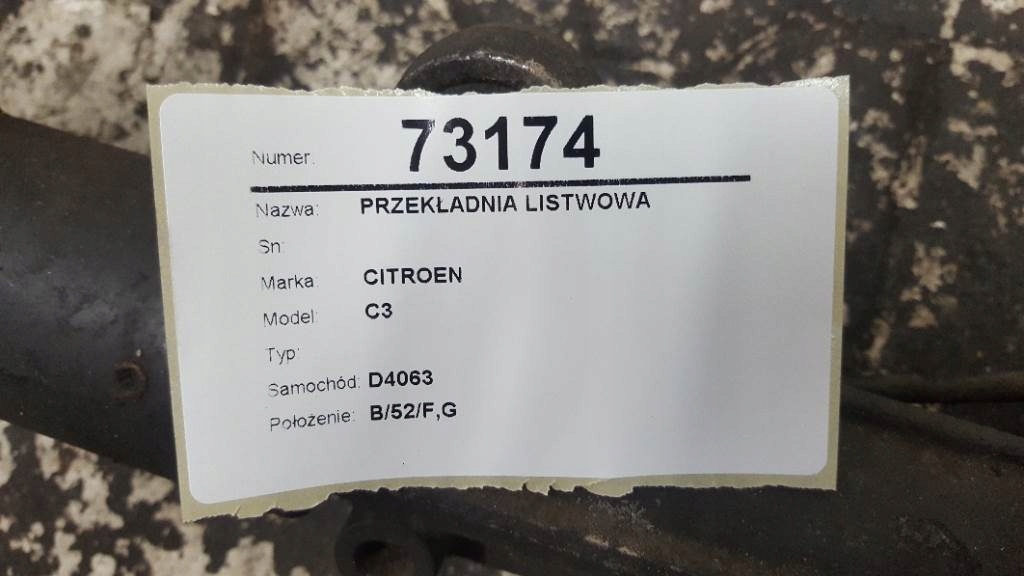 Numer: 73174
Nazwa: PRZEKŁADNIA LISTWOWA
Sn:
Marka: CITROEN
Model: C3
Typ:
Samochód: D4063
Położenie: B/52/F,G